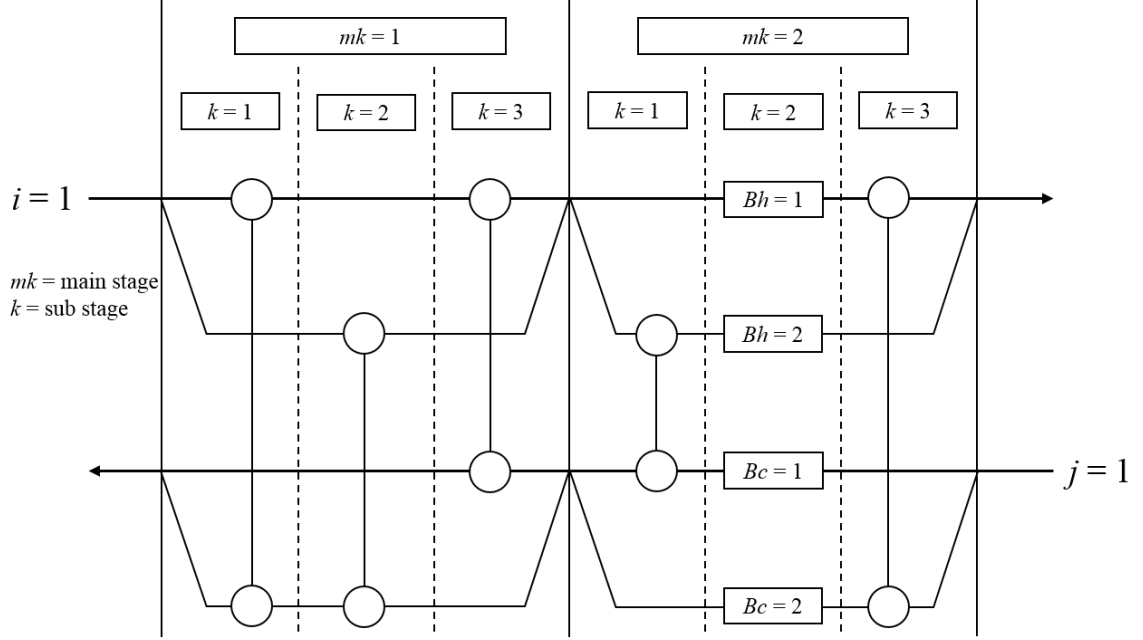 mk = 1
mk = 2
k = 1
k = 2
k = 3
k = 1
k = 2
k = 3
i = 1
Bh = 1
mk = main stage
k = sub stage
Bh = 2
Bc = 1
j = 1
Bc = 2